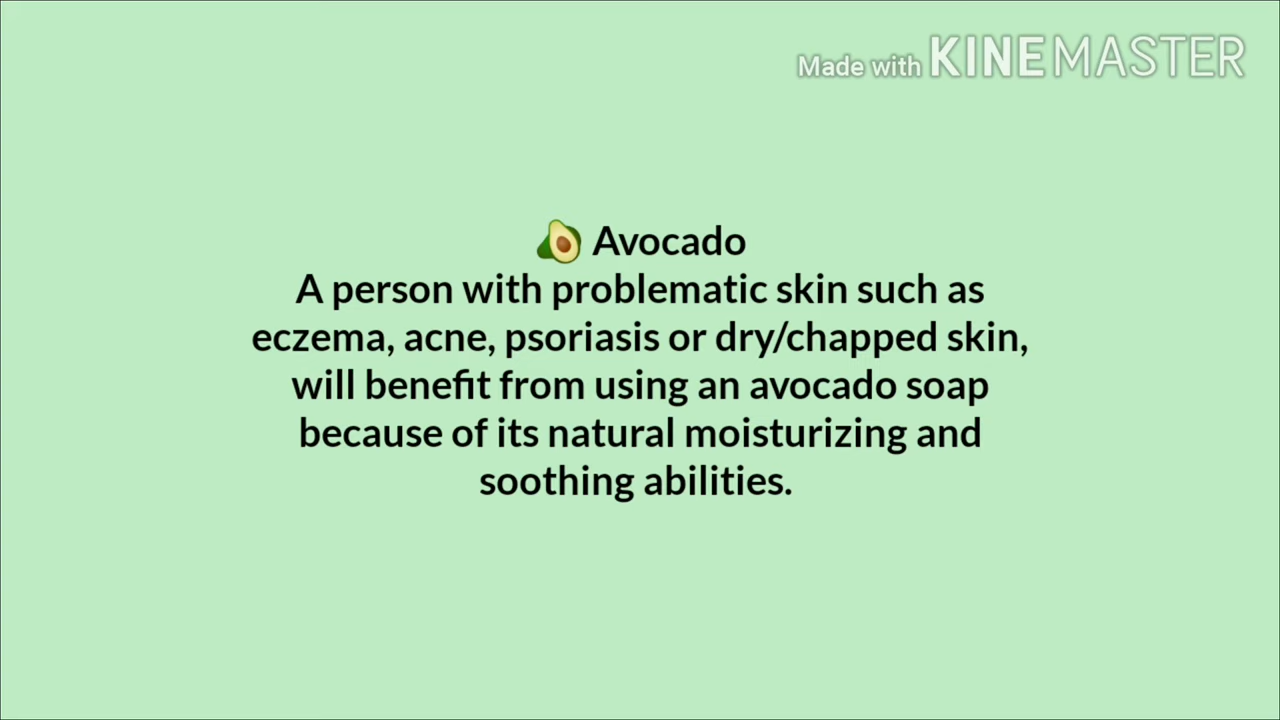 Made with KINEMASTER
🥑 Avocado
A person with problematic skin such as
eczema, acne, psoriasis or dry/chapped skin,
will benefit from using an avocado soap
because of its natural moisturizing and
soothing abilities.